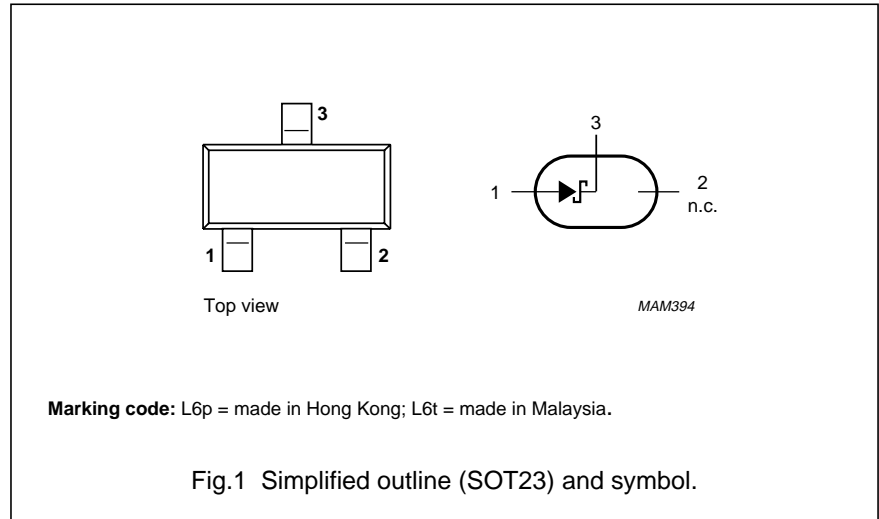 3
1
2
Top view
3
1
2
n.c.
MAM394
Marking code: L6p = made in Hong Kong; L6t = made in Malaysia.
Fig.1 Simplified outline (SOT23) and symbol.